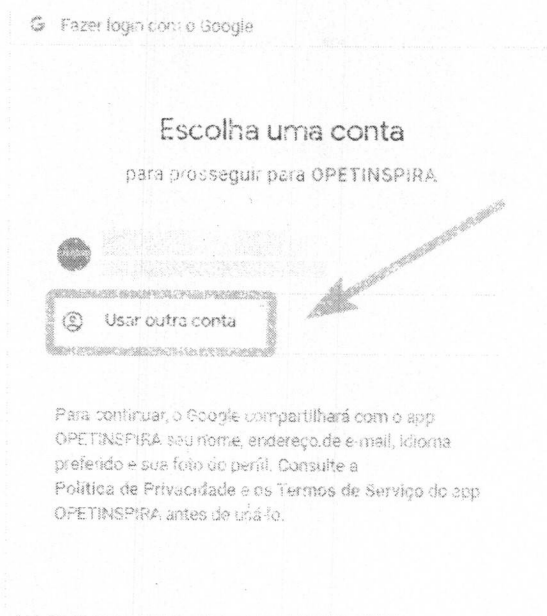 G Fazer login com o Google
Escolha uma conta
para prosseguir para OPETINSPIRA
Usar outra conta
Para continuar, o Google compartilhará com o app
OPETINSPIRA seu nome, endereço de e-mail, idioma
preferido e sua foto do perfil. Consulte a
Política de Privacidade e os Termos de Serviço do app
OPETINSPIRA antes de usá-lo.